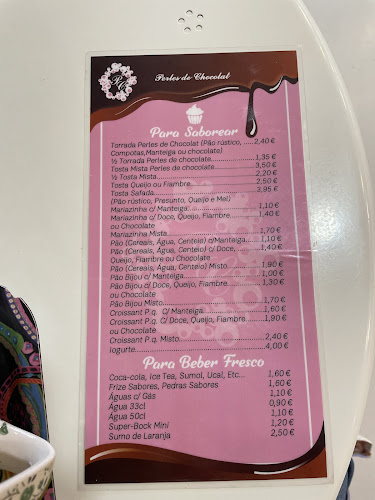 Perles de Chocolat
Para Saborear
Torrada Perles de Chocolat (Pão rústico, .....2,40 €
Compotas,Manteiga ou chocolate)
½ Torrada Perles de chocolate.....................1,35 €
Tosta Mista Perles de chocolate..................3,60 €
½ Tosta Mista................................................2,20 €
Tosta Queijo ou Fiambre..............................2,50 €
Tosta Safada.................................................3,95 €
(Pão rústico, Presunto, Queijo e Mel)
Mariazinha c/ Manteiga...............................1,10 €
Mariazinha c/ Doce, Queijo, Fiambre..........1,40 €
ou Chocolate
Mariazinha Mista..........................................1,70 €
Pão (Cereais, Água, Centeio) c/Manteiga.....1,10 €
Pão (Cereais, Água, Centeio) c/ Doce,..........1,40 €
Queijo, Fiambre ou Chocolate
Pão (Cereais, Água, Centeio) Misto..............1,90 €
Pão Bijou c/ Manteiga..................................1,00 €
Pão Bijou c/ Doce, Queijo, Fiambre.............1,30 €
ou Chocolate
Pão Bijou Misto............................................1,70 €
Croissant P.q. C/ Manteiga..........................1,60 €
Croissant P.q. C/ Doce, Queijo, Fiambre......1,90 €
ou Chocolate
Croissant P.q. Misto.....................................2,40 €
Iogurte..........................................................4,00 €
Para Beber Fresco
Coca-cola, Ice Tea, Sumol, Ucal, Etc... 1,60 €
Frize Sabores, Pedras Sabores 1,60 €
Águas c/ Gás 1,10 €
Água 33cl 0,90 €
Água 50cl 1,10 €
Super-Bock Mini 1,20 €
Sumo de Laranja 2,50 €